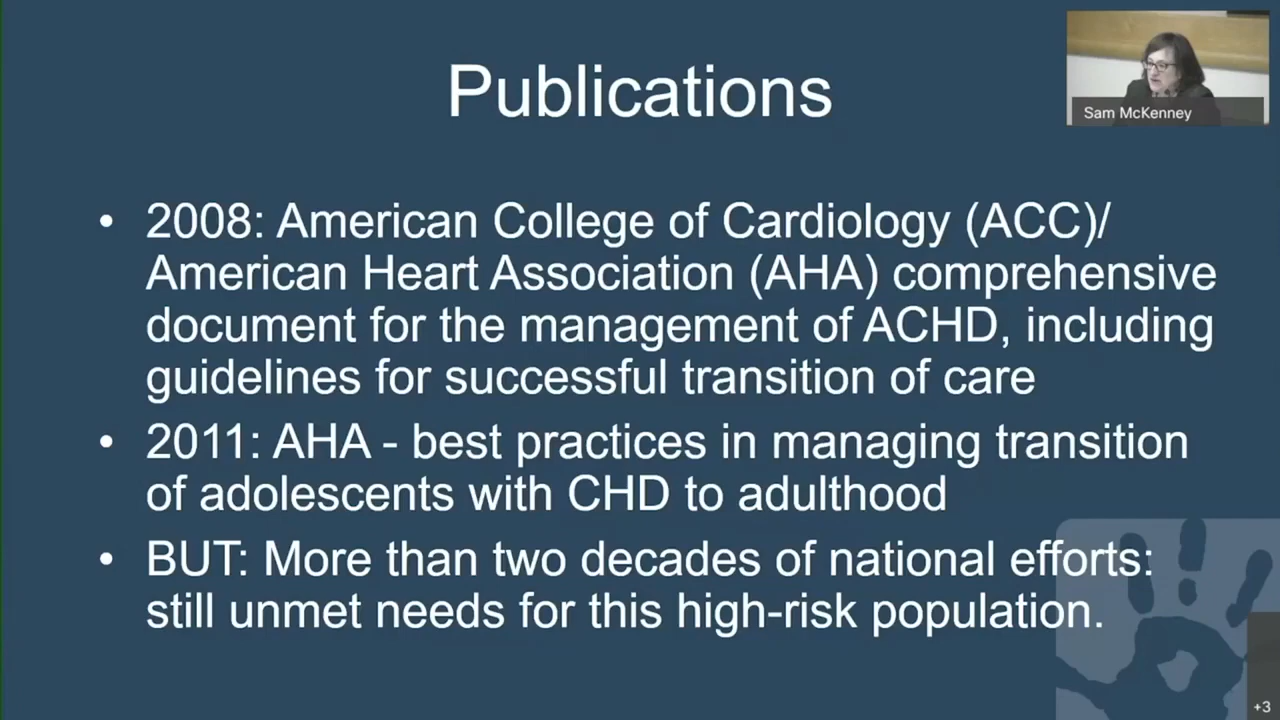 Publications
Sam McKenney
• 2008: American College of Cardiology (ACC)/
American Heart Association (AHA) comprehensive
document for the management of ACHD, including
guidelines for successful transition of care
• 2011: AHA - best practices in managing transition
of adolescents with CHD to adulthood
• BUT: More than two decades of national efforts:
still unmet needs for this high-risk population.
+3